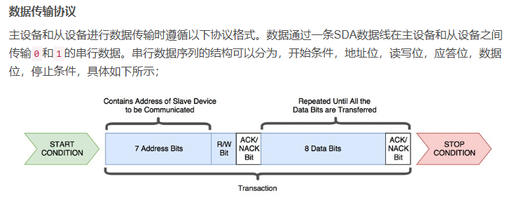 数据传输协议
主设备和从设备进行数据传输时遵循以下协议格式。数据通过一条SDA数据线在主设备和从设备之间
传输 0 和 1 的串行数据。串行数据序列的结构可以分为，开始条件，地址位，读写位，应答位，数据
位，停止条件，具体如下所示；
Contains Address of Slave Device
to be Communicated
Repeated Until All the
Data Bits are Transferred
START
CONDITION
7 Address Bits
R/W
Bit
ACK/
NACK
Bit
8 Data Bits
ACK/
NACK
Bit
STOP
CONDITION
Transaction